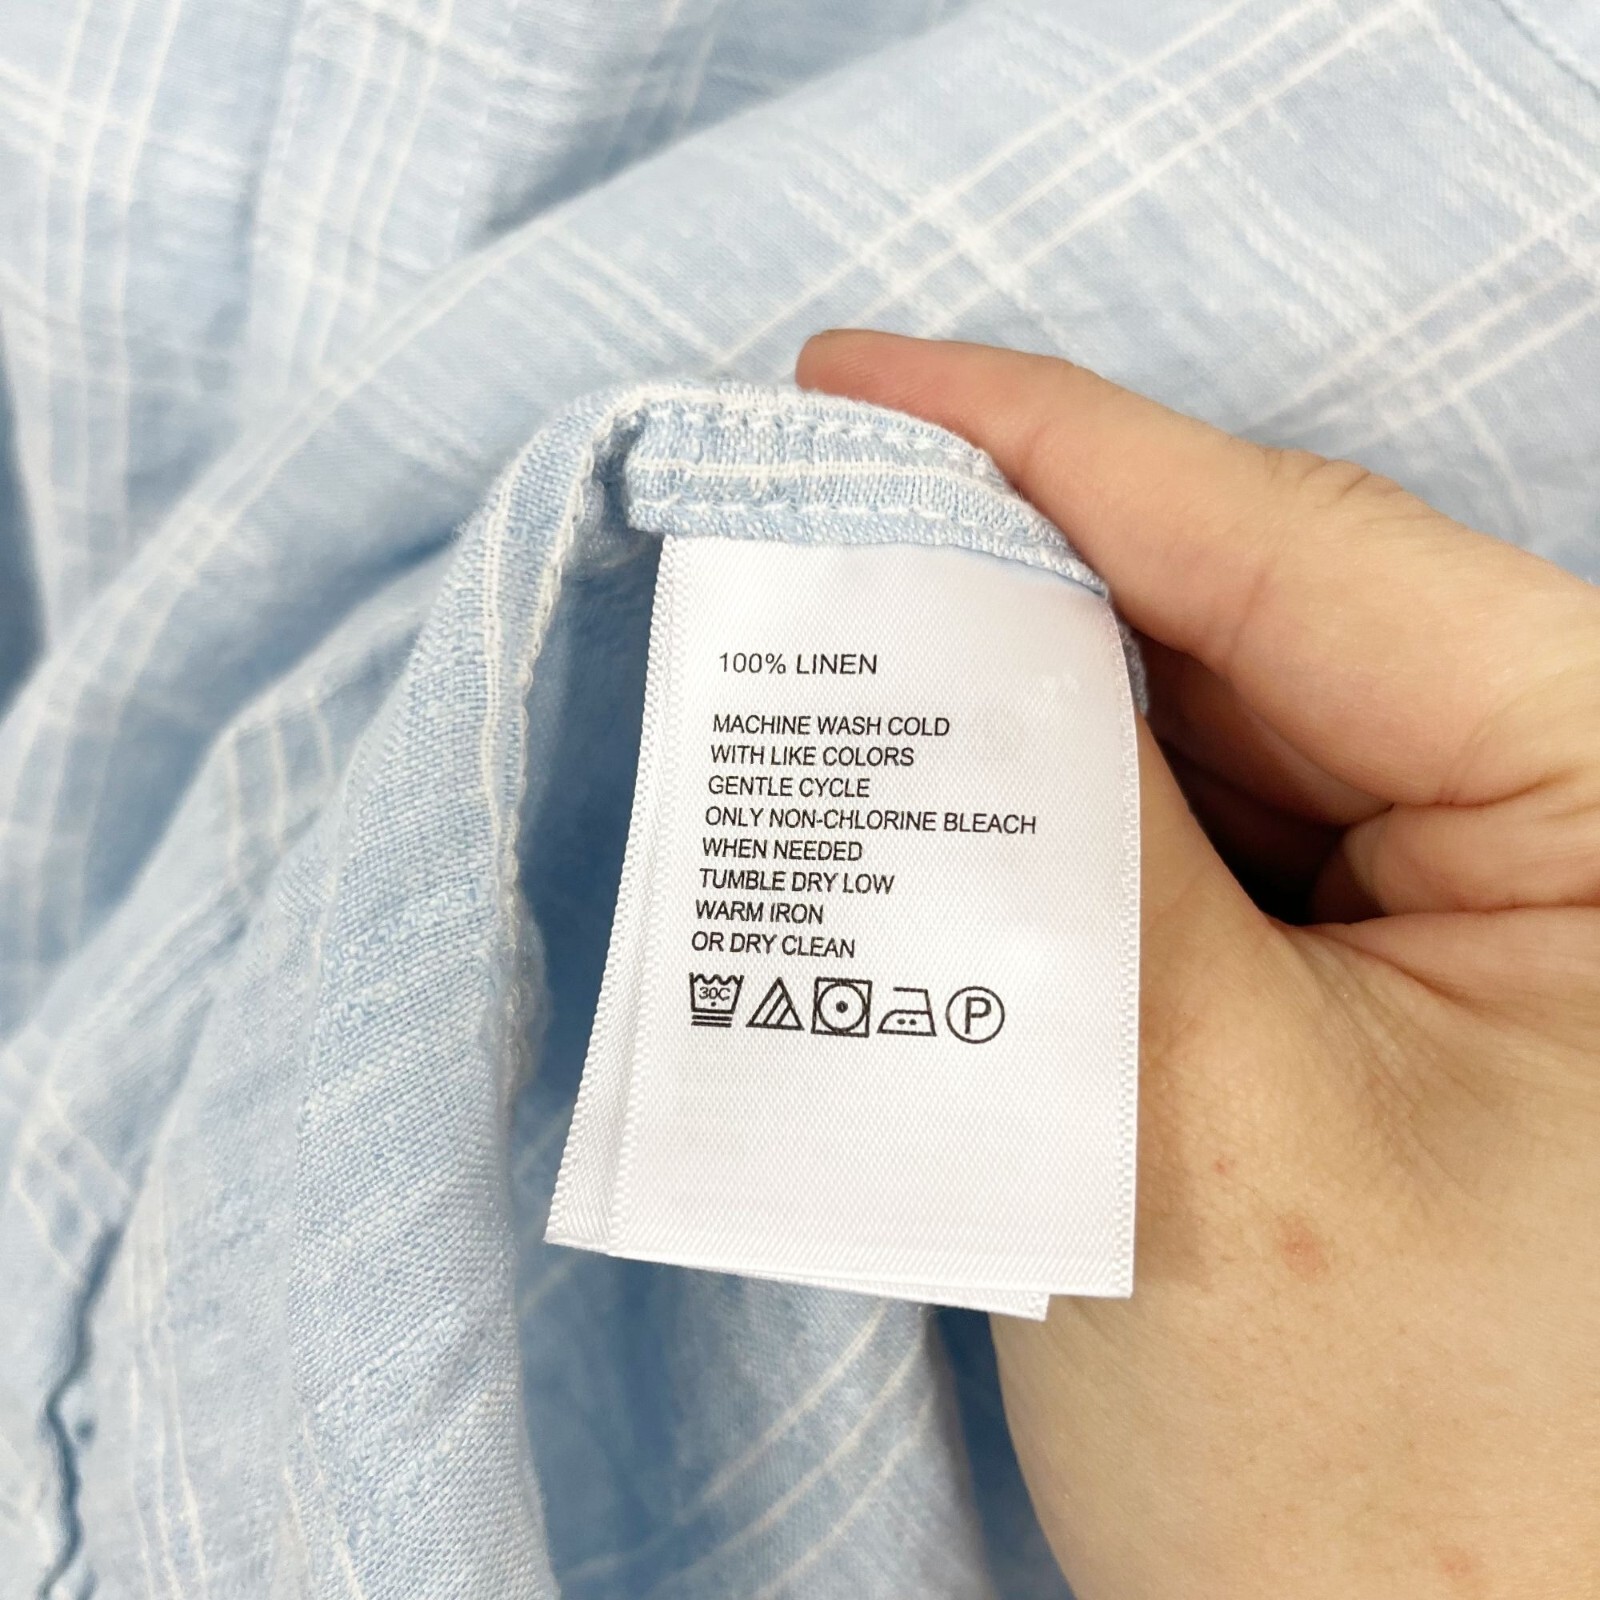 100% LINEN
MACHINE WASH COLD
WITH LIKE COLORS
GENTLE CYCLE
ONLY NON-CHLORINE BLEACH
WHEN NEEDED
TUMBLE DRY LOW
WARM IRON
OR DRY CLEAN
30C P